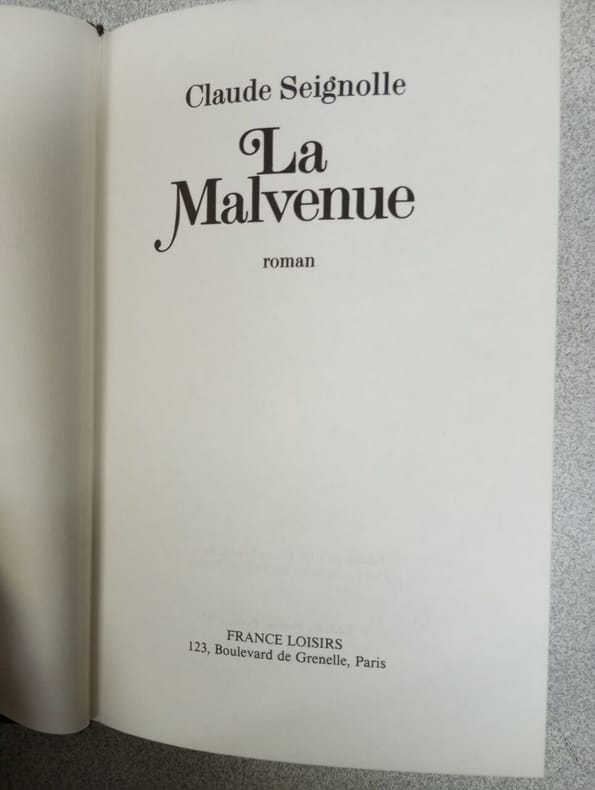 Claude Seignolle
La
Malvenue
roman
FRANCE LOISIRS
123, Boulevard de Grenelle, Paris